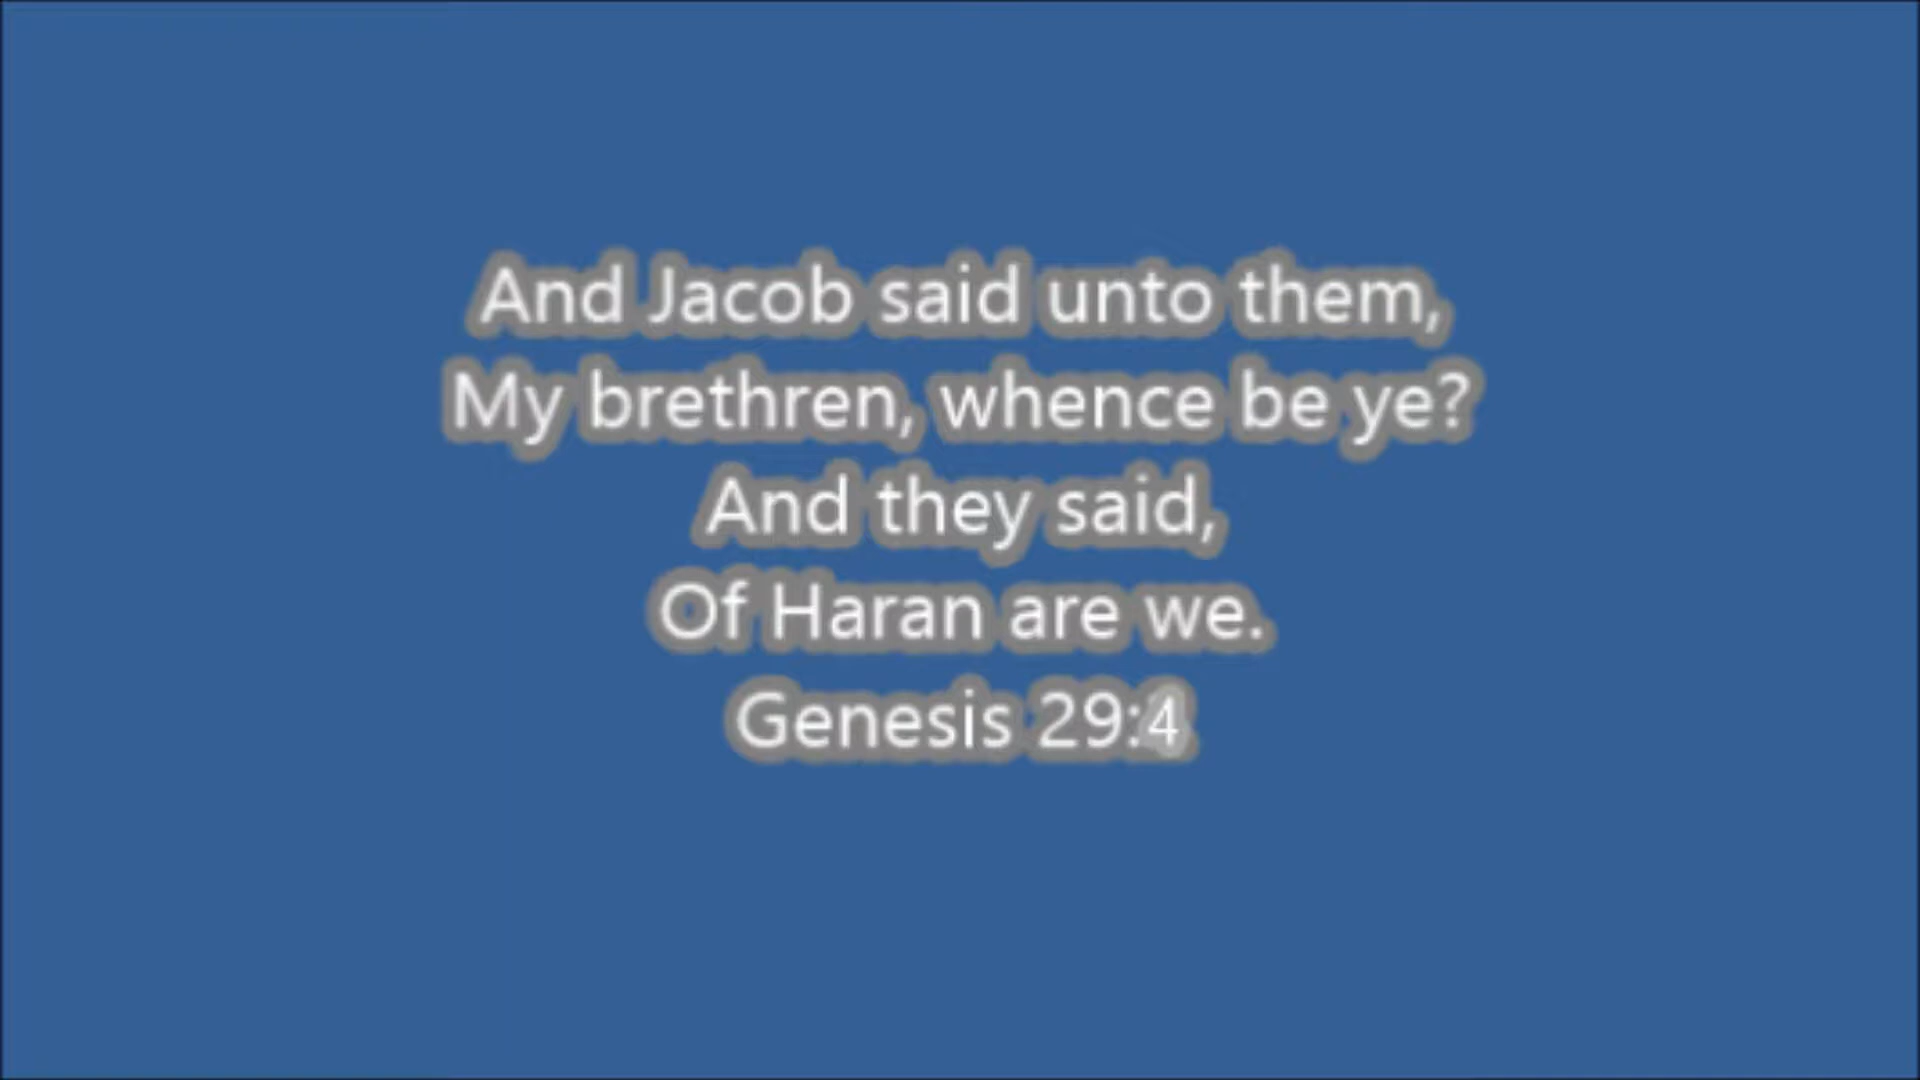 And Jacob said unto them,
My brethren, whence be ye?
And they said,
Of Haran are we.
Genesis 29:4